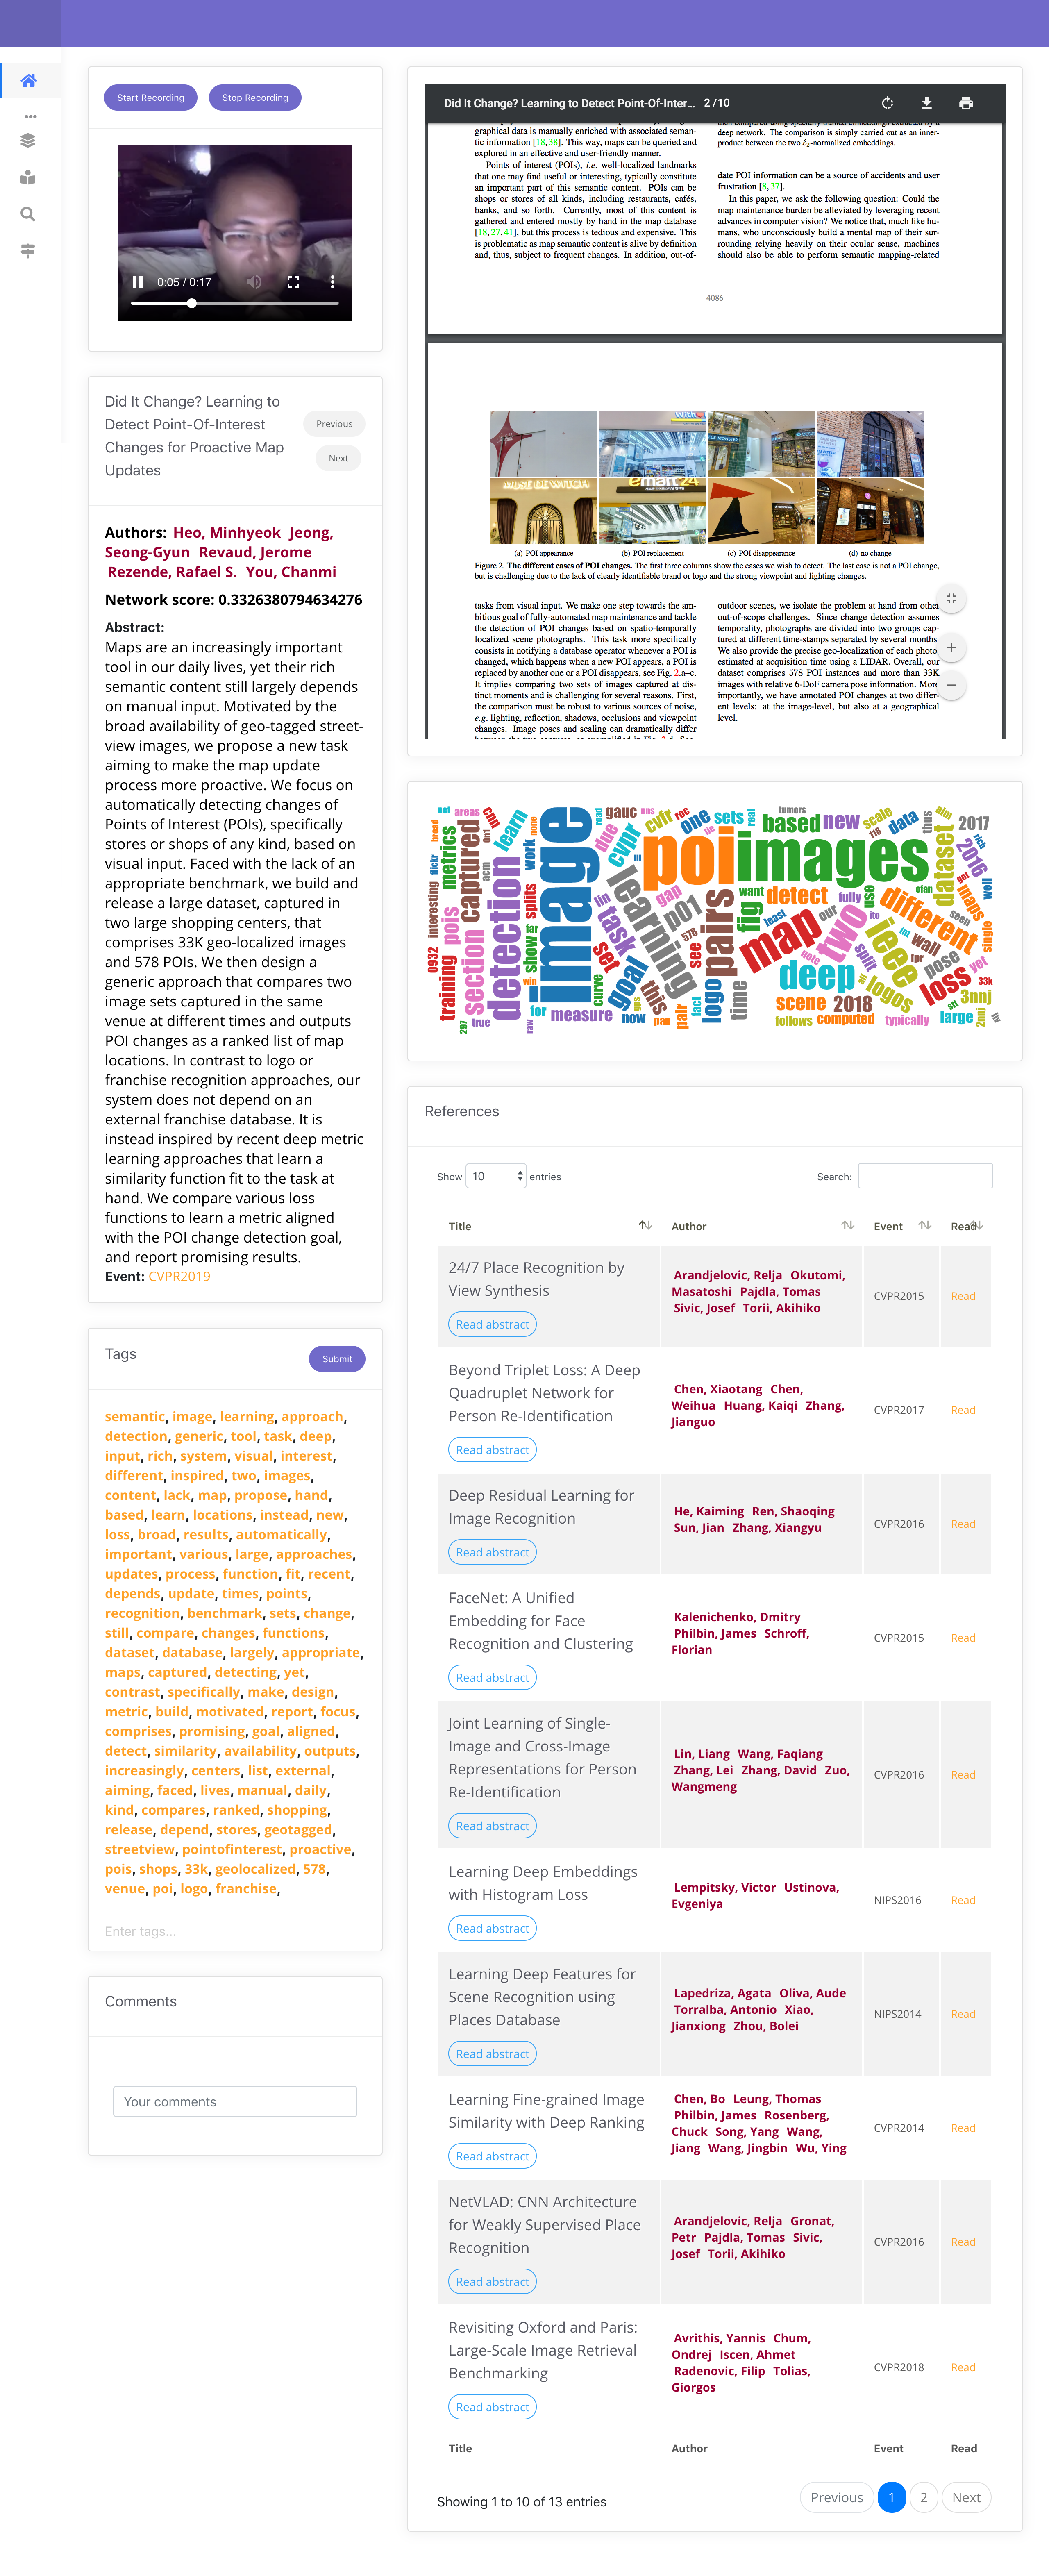 Start Recording
Stop Recording
0:05 / 0:17
Did It Change? Learning to
Detect Point-Of-Interest
Changes for Proactive Map
Updates
Previous
Next
Authors: Heo, Minhyeok Jeong,
Seong-Gyun Revaud, Jerome
Rezende, Rafael S. You, Chanmi
Network score: 0.3326380794634276
Abstract:
Maps are an increasingly important
tool in our daily lives, yet their rich
semantic content still largely depends
on manual input. Motivated by the
broad availability of geo-tagged street-
view images, we propose a new task
aiming to make the map update
process more proactive. We focus on
automatically detecting changes of
Points of Interest (POIs), specifically
stores or shops of any kind, based on
visual input. Faced with the lack of an
appropriate benchmark, we build and
release a large dataset, captured in
two large shopping centers, that
comprises 33K geo-localized images
and 578 POIs. We then design a
generic approach that compares two
image sets captured in the same
venue at different times and outputs
POI changes as a ranked list of map
locations. In contrast to logo or
franchise recognition approaches, our
system does not depend on an
external franchise database. It is
instead inspired by recent deep metric
learning approaches that learn a
similarity function fit to the task at
hand. We compare various loss
functions to learn a metric aligned
with the POI change detection goal,
and report promising results.
Event: CVPR2019
Tags
Submit
semantic, image, learning, approach,
detection, generic, tool, task, deep,
input, rich, system, visual, interest,
different, inspired, two, images,
content, lack, map, propose, hand,
based, learn, locations, instead, new,
loss, broad, results, automatically,
important, various, large, approaches,
updates, process, function, fit, recent,
depends, update, times, points,
recognition, benchmark, sets, change,
still, compare, changes, functions,
dataset, database, largely, appropriate,
maps, captured, detecting, yet,
contrast, specifically, make, design,
metric, build, motivated, report, focus,
comprises, promising, goal, aligned,
detect, similarity, availability, outputs,
increasingly, centers, list, external,
aiming, faced, lives, manual, daily,
kind, compares, ranked, shopping,
release, depend, stores, geotagged,
streetview, pointofinterest, proactive,
pois, shops, 33k, geolocalized, 578,
venue, poi, logo, franchise,
Enter tags...
Comments
Your comments
Did It Change? Learning to Detect Point-Of-Inter... 2 / 10
graphical data is manually enriched with associated seman-
tic information [18,38]. This way, maps can be queried and
explored in an effective and user-friendly manner.
Points of interest (POIs), i.e. well-localized landmarks
that one may find useful or interesting, typically constitute
an important part of this semantic content. POIs can be
shops or stores of all kinds, including restaurants, cafés,
banks, and so forth. Currently, most of this content is
gathered and entered mostly by hand in the map database
[18,27,41], but this process is tedious and expensive. This
is problematic as map semantic content is alive by definition
and, thus, subject to frequent changes. In addition, out-of-
deep network. The comparison is simply carried out as an inner-
product between the two ℓ2-normalized embeddings.
date POI information can be a source of accidents and user
frustration [8, 37].
In this paper, we ask the following question: Could the
map maintenance burden be alleviated by leveraging recent
advances in computer vision? We notice that, much like hu-
mans, who unconsciously build a mental map of their sur-
rounding relying heavily on their ocular sense, machines
should also be able to perform semantic mapping-related
4086
emart24
(a) POI appearance
(b) POI replacement
(c) POI disappearance
(d) no change
Figure 2. The different cases of POI changes. The first three columns show the cases we wish to detect. The last case is not a POI change,
but is challenging due to the lack of clearly identifiable brand or logo and the strong viewpoint and lighting changes.
tasks from visual input. We make one step towards the am-
bitious goal of fully-automated map maintenance and tackle
the detection of POI changes based on spatio-temporally
localized scene photographs. This task more specifically
consists in notifying a database operator whenever a POI is
changed, which happens when a new POI appears, a POI is
replaced by another one or a POI disappears, see Fig. 2.a–c.
It implies comparing two sets of images captured at dis-
tinct moments and is challenging for several reasons. First,
the comparison must be robust to various sources of noise,
e.g. lighting, reflection, shadows, occlusions and viewpoint
changes. Image poses and scaling can dramatically differ
outdoor scenes, we isolate the problem at hand from other
out-of-scope challenges. Since change detection assumes
temporality, photographs are divided into two groups cap-
tured at different time-stamps separated by several months.
We also provide the precise geo-localization of each photo,
estimated at acquisition time using a LIDAR. Overall, our
dataset comprises 578 POI instances and more than 33K
images with relative 6-DoF camera pose information. More
importantly, we have annotated POI changes at two differ-
ent levels: at the image-level, but also at a geographical
level.
net areas cnn learn road gauc nns cvfr roc one sets real tumors based new scale data thus aim 2017
broad metrics captured 0n1 none due cvpr tie 118 dataset rich 2016
flickr acm work image iii poi images got maps well
interesting pois detection splits lin learning gap want detect fully use ofan different seen
0932 section show far task po1 578 pairs fig least map our two ito ieee int wall fpr single
training win set goal see deep note split pose yet
curve gps this fact logo time scene 2018 all logos loss 33k
297 true raw for measure now pan pair follows computed typically large stt 3nnj 2nnj
References
Show 10 entries
Search:
Title Author Event Read
24/7 Place Recognition by
View Synthesis
Read abstract
Arandjelovic, Relja Okutomi,
Masatoshi Pajdla, Tomas
Sivic, Josef Torii, Akihiko
CVPR2015
Read
Beyond Triplet Loss: A Deep
Quadruplet Network for
Person Re-Identification
Read abstract
Chen, Xiaotang Chen,
Weihua Huang, Kaiqi Zhang,
Jianguo
CVPR2017
Read
Deep Residual Learning for
Image Recognition
Read abstract
He, Kaiming Ren, Shaoqing
Sun, Jian Zhang, Xiangyu
CVPR2016
Read
FaceNet: A Unified
Embedding for Face
Recognition and Clustering
Read abstract
Kalenichenko, Dmitry
Philbin, James Schroff,
Florian
CVPR2015
Read
Joint Learning of Single-
Image and Cross-Image
Representations for Person
Re-Identification
Read abstract
Lin, Liang Wang, Faqiang
Zhang, Lei Zhang, David Zuo,
Wangmeng
CVPR2016
Read
Learning Deep Embeddings
with Histogram Loss
Read abstract
Lempitsky, Victor Ustinova,
Evgeniya
NIPS2016
Read
Learning Deep Features for
Scene Recognition using
Places Database
Read abstract
Lapedriza, Agata Oliva, Aude
Torralba, Antonio Xiao,
Jianxiong Zhou, Bolei
NIPS2014
Read
Learning Fine-grained Image
Similarity with Deep Ranking
Read abstract
Chen, Bo Leung, Thomas
Philbin, James Rosenberg,
Chuck Song, Yang Wang,
Jiang Wang, Jingbin Wu, Ying
CVPR2014
Read
NetVLAD: CNN Architecture
for Weakly Supervised Place
Recognition
Read abstract
Arandjelovic, Relja Gronat,
Petr Pajdla, Tomas Sivic,
Josef Torii, Akihiko
CVPR2016
Read
Revisiting Oxford and Paris:
Large-Scale Image Retrieval
Benchmarking
Read abstract
Avrithis, Yannis Chum,
Ondrej Iscen, Ahmet
Radenovic, Filip Tolias,
Giorgos
CVPR2018
Read
Title Author Event Read
Showing 1 to 10 of 13 entries
Previous 1 2 Next